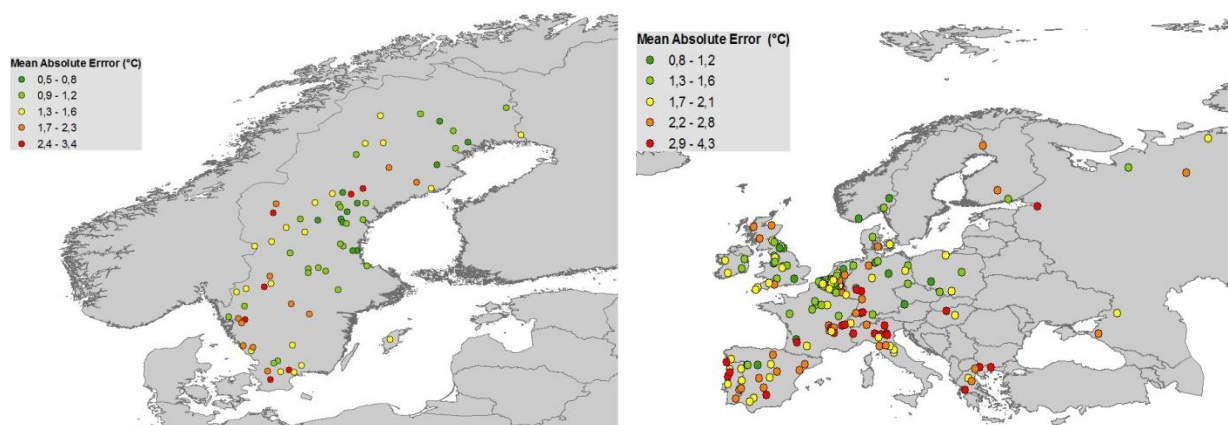 Mean Absolute Errror (°C)
0,5 - 0,8
0,9 - 1,2
1,3 - 1,6
1,7 - 2,3
2,4 - 3,4
Mean Absolute Error (°C)
0,8 - 1,2
1,3 - 1,6
1,7 - 2,1
2,2 - 2,8
2,9 - 4,3